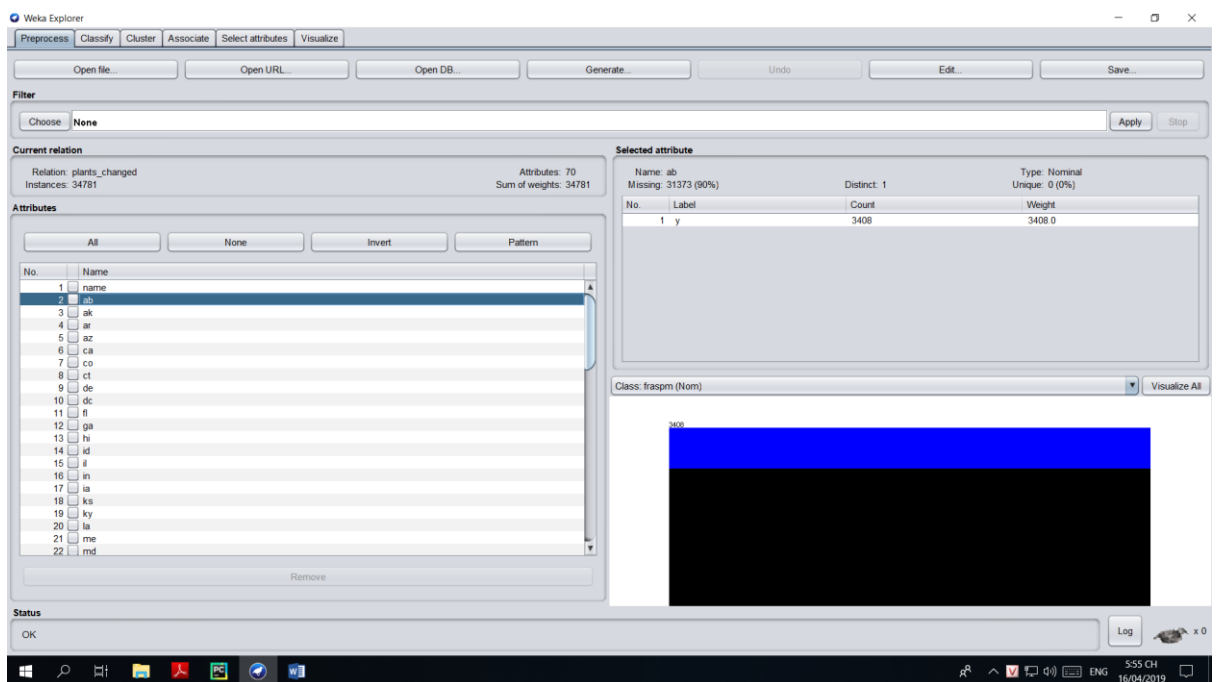 Weka Explorer
Preprocess Classify Cluster Associate Select attributes Visualize
Open file... Open URL... Open DB... Generate... Undo Edit... Save...
Filter
Choose None Apply Stop
Current relation
Relation: plants_changed Attributes: 70
Instances: 34781 Sum of weights: 34781
Attributes
All None Invert Pattern
No. Name
1 name
2 ab
3 ak
4 ar
5 az
6 ca
7 co
8 ct
9 de
10 dc
11 fl
12 ga
13 hi
14 id
15 il
16 in
17 ia
18 ks
19 ky
20 la
21 me
22 md
Remove
Selected attribute
Name: ab Type: Nominal
Missing: 31373 (90%) Distinct: 1 Unique: 0 (0%)
No. Label Count Weight
1 y 3408 3408.0
Class: fraspm (Nom) Visualize All
3408
Status
OK Log x 0
PC W V ENG 5:55 CH
16/04/2019